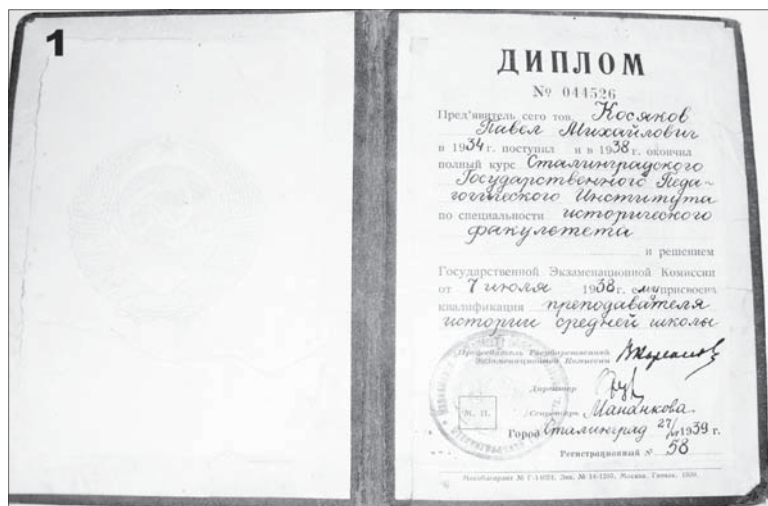 1
ДИПЛОМ
№ 044526
Пред'явитель сего тов. Косяков
Павел Михайлович
в 1934 г. поступил и в 1938 г. окончил
полный курс Сталинградского
Государственного Педа-
гогического Института
по специальности исторического
факультета
и решением
Государственной Экзаменационной Комиссии
от 7 июля 1938 г. ему присвоена
квалификация преподавателя
истории средней школы
Председатель Государственной
Экзаменационной Комиссии
Директор
М. П.
Секретарь Мананкова
Город Сталинград 27/ 1939 г.
Регистрационный № 58
Москва